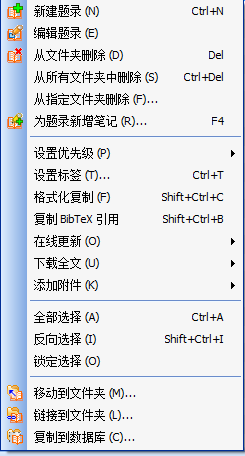 新建题录 (N) Ctrl+N
编辑题录 (E)
从文件夹删除 (D) Del
从所有文件夹中删除 (S) Ctrl+Del
从指定文件夹删除 (F)...
为题录新增笔记 (R)... F4
设置优先级 (P)
设置标签 (T)... Ctrl+T
格式化复制 (F) Shift+Ctrl+C
复制 BibTeX 引用 Shift+Ctrl+B
在线更新 (O)
下载全文 (U)
添加附件 (K)
全部选择 (A) Ctrl+A
反向选择 (I) Shift+Ctrl+I
锁定选择 (O)
移动到文件夹 (M)...
链接到文件夹 (L)...
复制到数据库 (C)...